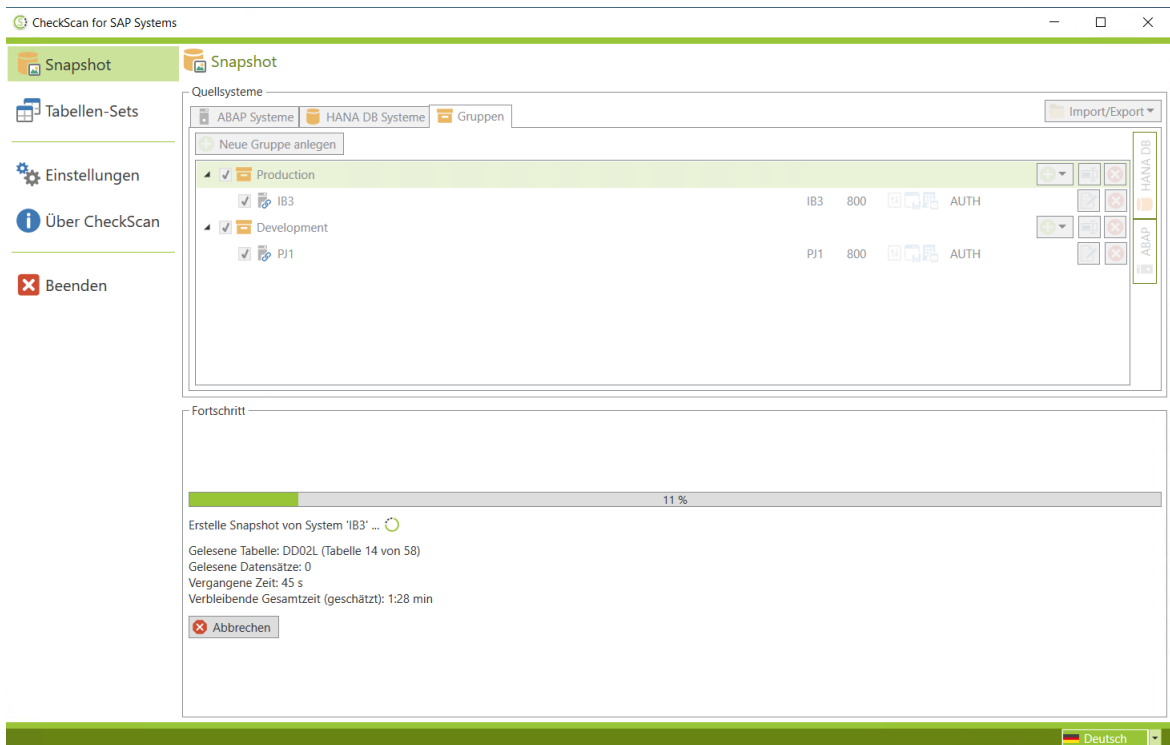 CheckScan for SAP Systems
Snapshot
Tabellen-Sets
Einstellungen
Über CheckScan
Beenden
Snapshot
Quellsysteme
ABAP Systeme HANA DB Systeme Gruppen Import/Export
Neue Gruppe anlegen
Production
IB3 IB3 800 AUTH
Development
PJ1 PJ1 800 AUTH
HANA DB
ABAP
Fortschritt
11 %
Erstelle Snapshot von System 'IB3' ...
Gelesene Tabelle: DD02L (Tabelle 14 von 58)
Gelesene Datensätze: 0
Vergangene Zeit: 45 s
Verbleibende Gesamtzeit (geschätzt): 1:28 min
Abbrechen
Deutsch